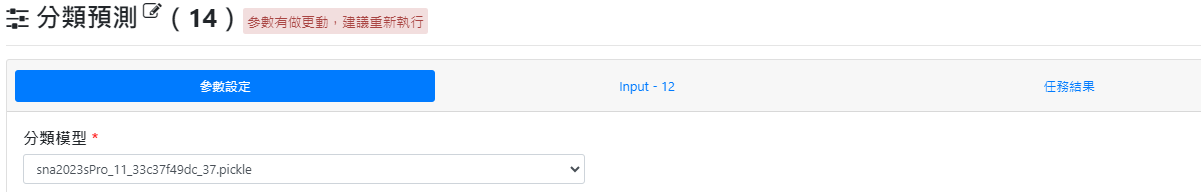 分類預測 ( 14 ) 參數有做更動，建議重新執行
參數設定 Input - 12 任務結果
分類模型 *
sna2023sPro_11_33c37f49dc_37.pickle